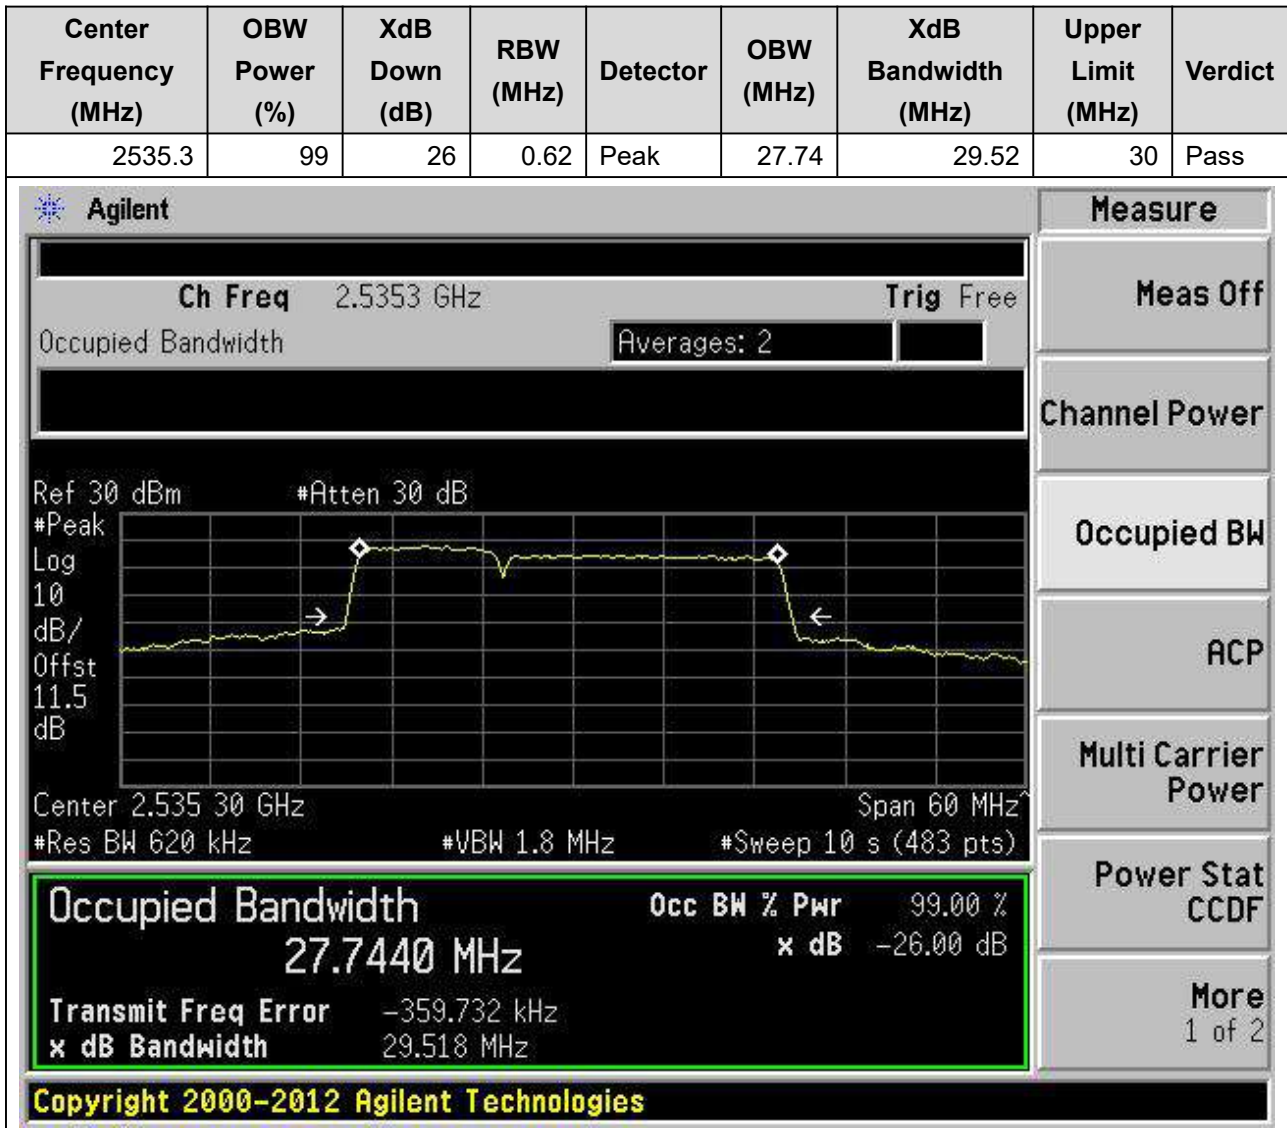 Center Frequency (MHz) OBW Power (%) XdB Down (dB) RBW (MHz) Detector OBW (MHz) XdB Bandwidth (MHz) Upper Limit (MHz) Verdict
2535.3 99 26 0.62 Peak 27.74 29.52 30 Pass
Agilent
Ch Freq 2.5353 GHz Trig Free
Occupied Bandwidth Averages: 2
Ref 30 dBm #Atten 30 dB
#Peak
Log
10
dB/
Offst
11.5
dB
Center 2.535 30 GHz Span 60 MHz^
#Res BW 620 kHz #VBW 1.8 MHz #Sweep 10 s (483 pts)
Occupied Bandwidth Occ BW % Pwr 99.00 %
27.7440 MHz x dB -26.00 dB
Transmit Freq Error -359.732 kHz
x dB Bandwidth 29.518 MHz
Copyright 2000-2012 Agilent Technologies
Measure
Meas Off
Channel Power
Occupied BW
ACP
Multi Carrier
Power
Power Stat
CCDF
More
1 of 2